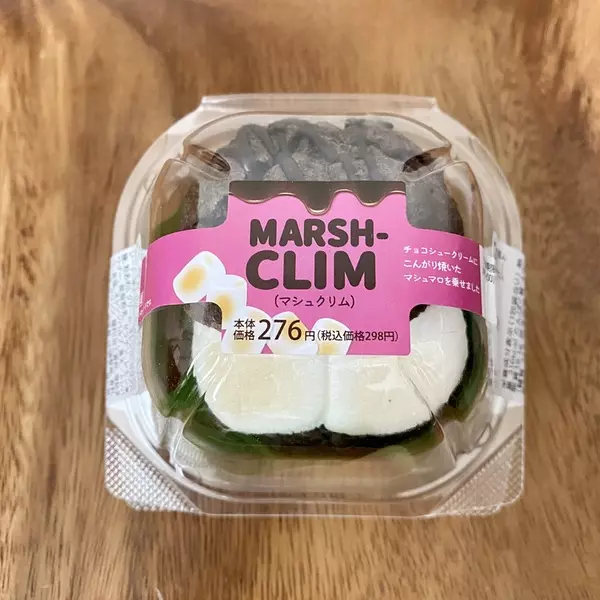 MARSH-
CLIM
(マシュクリム)
チョコシュークリームに
こんがり焼いた
マシュマロを乗せました
本体
価格 276円(税込価格298円)